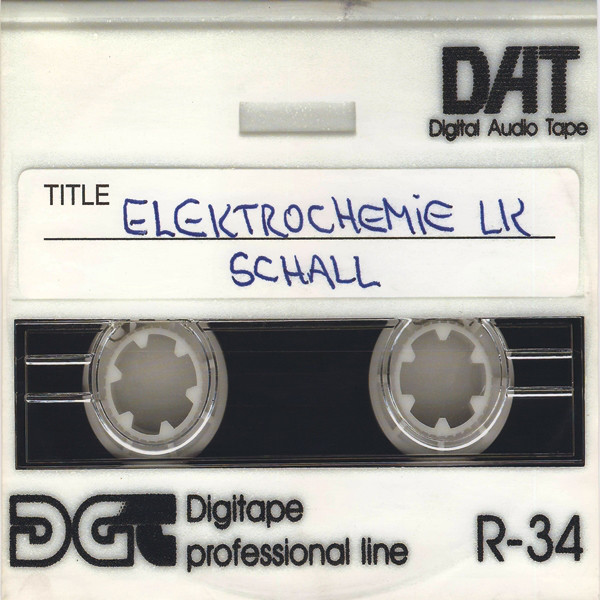 DAT
Digital Audio Tape
TITLE ELEKTROCHEMiE LK
SCHALL
DGT Digitape
professional line
R-34